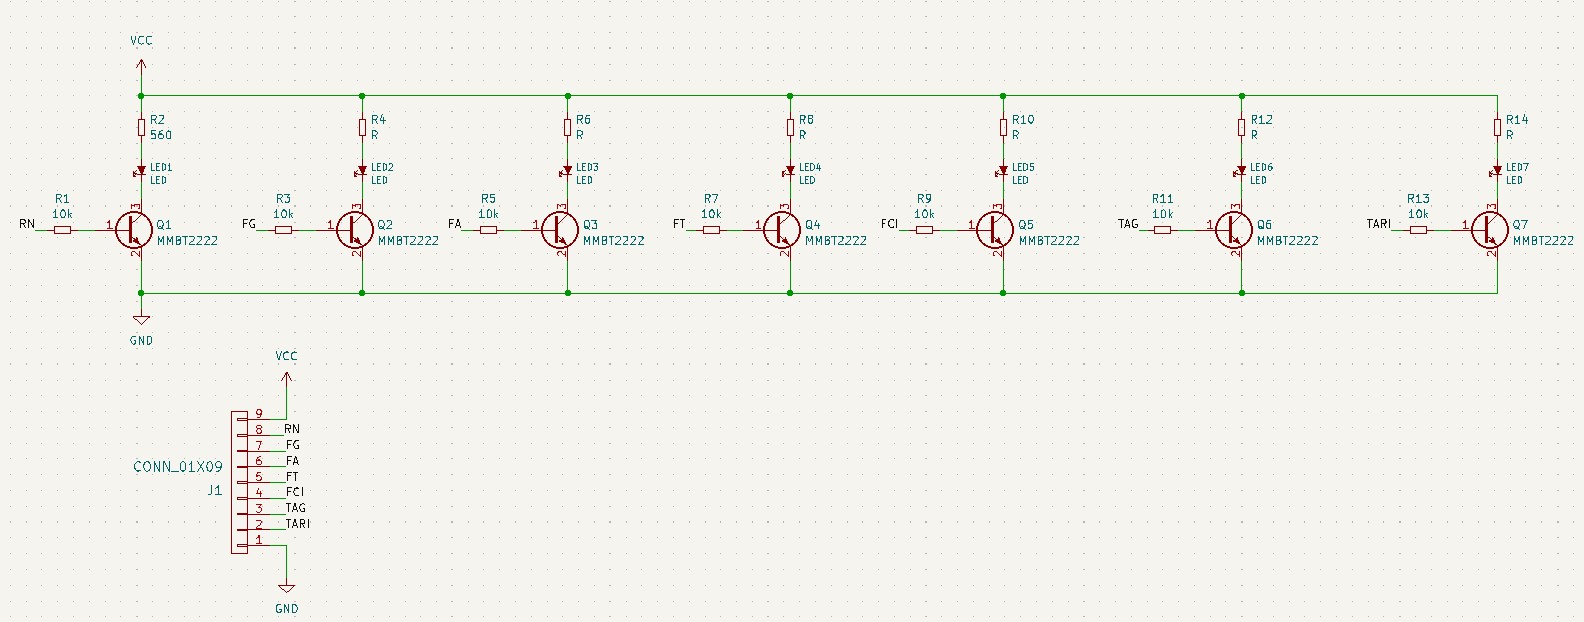 VCC
R2
560
R4
R
R6
R
R8
R
R10
R
R12
R
R14
R
LED1
LED
LED2
LED
LED3
LED
LED4
LED
LED5
LED
LED6
LED
LED7
LED
RN
R1
10k
1
3
2
Q1
MMBT2222
FG
R3
10k
1
3
2
Q2
MMBT2222
FA
R5
10k
1
3
2
Q3
MMBT2222
FT
R7
10k
1
3
2
Q4
MMBT2222
FCI
R9
10k
1
3
2
Q5
MMBT2222
TAG
R11
10k
1
3
2
Q6
MMBT2222
TARI
R13
10k
1
3
2
Q7
MMBT2222
GND
VCC
9
8 RN
7 FG
6 FA
5 FT
4 FCI
3 TAG
2 TARI
1
CONN_01X09
J1
GND